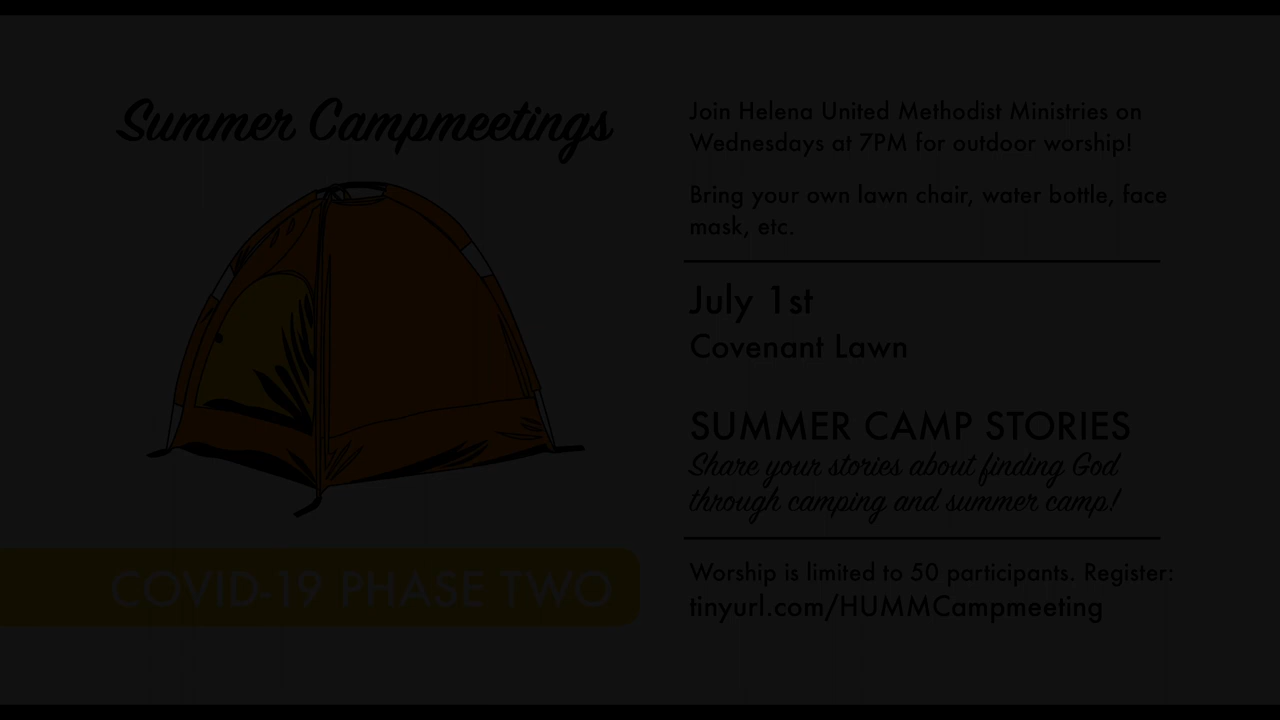 Summer Campmeetings
COVID-19 PHASE TWO
Join Helena United Methodist Ministries on
Wednesdays at 7PM for outdoor worship!
Bring your own lawn chair, water bottle, face
mask, etc.
July 1st
Covenant Lawn
SUMMER CAMP STORIES
Share your stories about finding God
through camping and summer camp!
Worship is limited to 50 participants. Register:
tinyurl.com/HUMMCampmeeting